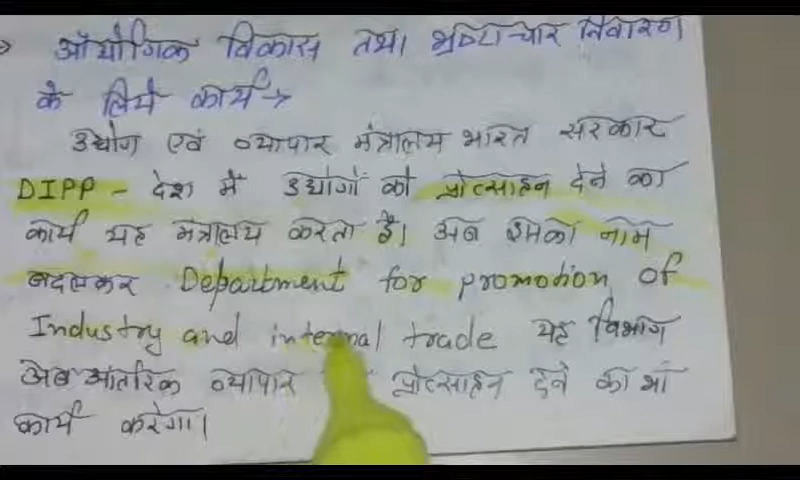 औद्योगिक विकास तथा भ्रष्टाचार निवारण
के लिये कार्य →
उद्योग एवं व्यापार मंत्रालय भारत सरकार
DIPP - देश में उद्योगों को प्रोत्साहन देने का
कार्य यह मंत्रालय करता है। अब इसका नाम
बदलकर Department for promotion of
Industry and internal trade यह विभाग
अब आंतरिक व्यापार प्रोत्साहन देने का भी
कार्य करेगा।